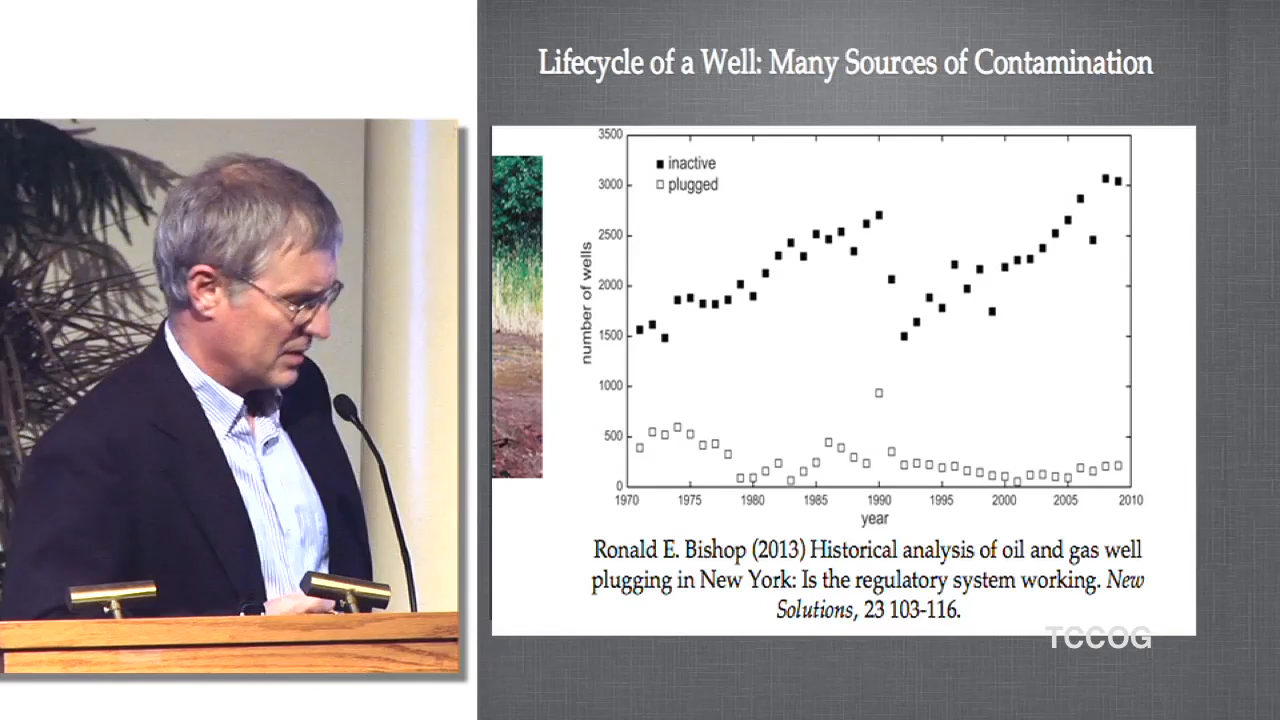 Lifecycle of a Well: Many Sources of Contamination
3500
3000
2500
2000
1500
1000
500
0
number of wells
inactive
plugged
1970 1975 1980 1985 1990 1995 2000 2005 2010
year
Ronald E. Bishop (2013) Historical analysis of oil and gas well
plugging in New York: Is the regulatory system working. New
Solutions, 23 103-116.
TCCOG